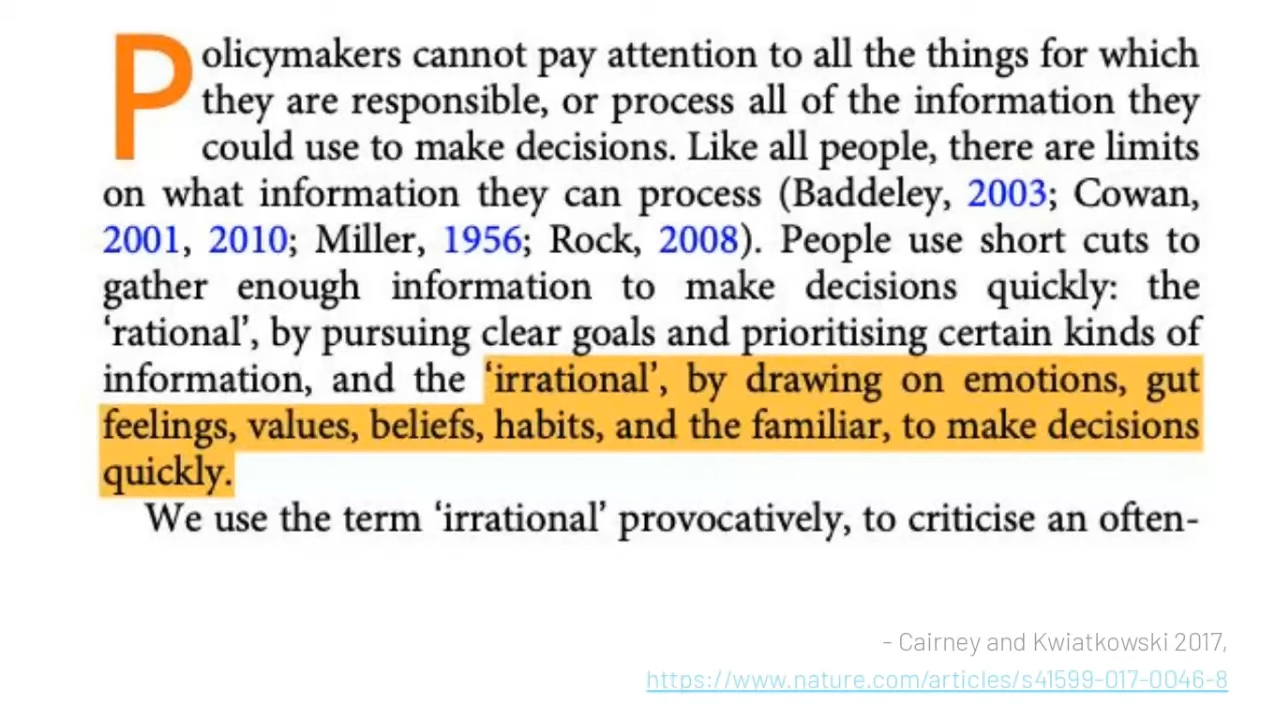 Policymakers cannot pay attention to all the things for which
they are responsible, or process all of the information they
could use to make decisions. Like all people, there are limits
on what information they can process (Baddeley, 2003; Cowan,
2001, 2010; Miller, 1956; Rock, 2008). People use short cuts to
gather enough information to make decisions quickly: the
‘rational’, by pursuing clear goals and prioritising certain kinds of
information, and the ‘irrational’, by drawing on emotions, gut
feelings, values, beliefs, habits, and the familiar, to make decisions
quickly.
We use the term ‘irrational’ provocatively, to criticise an often-
- Cairney and Kwiatkowski 2017,
https://www.nature.com/articles/s41599-017-0046-8